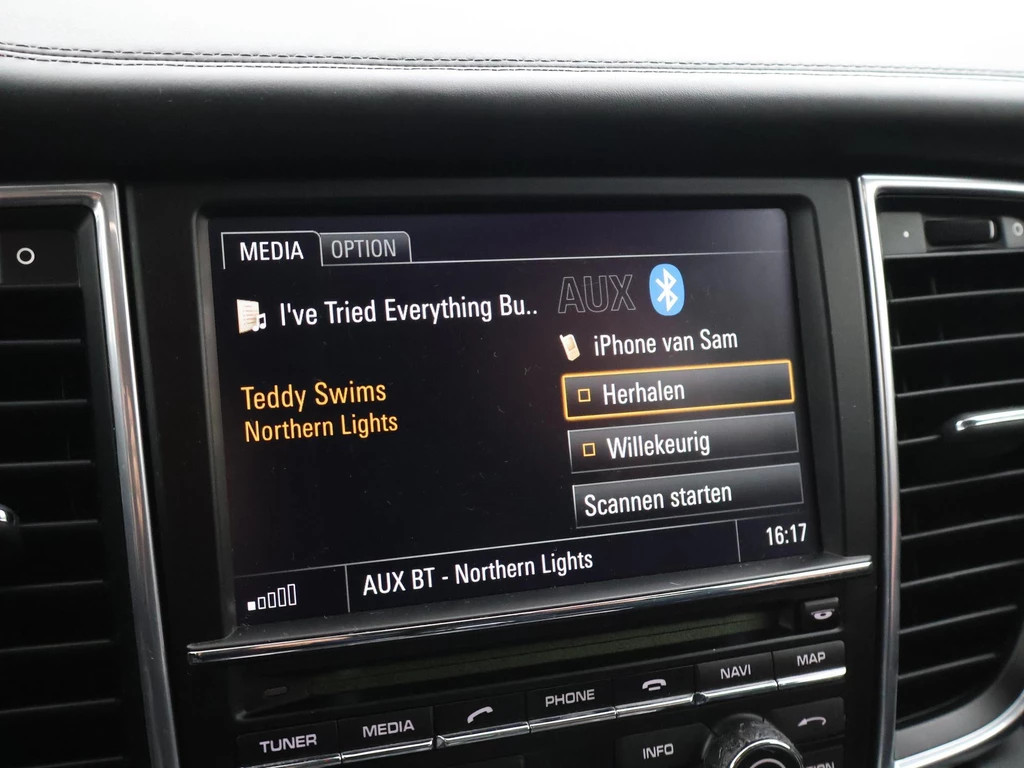 MEDIA OPTION
I've Tried Everything Bu..
AUX
iPhone van Sam
Teddy Swims
Northern Lights
Herhalen
Willekeurig
Scannen starten
AUX BT - Northern Lights
16:17
TUNER MEDIA PHONE NAVI MAP
INFO